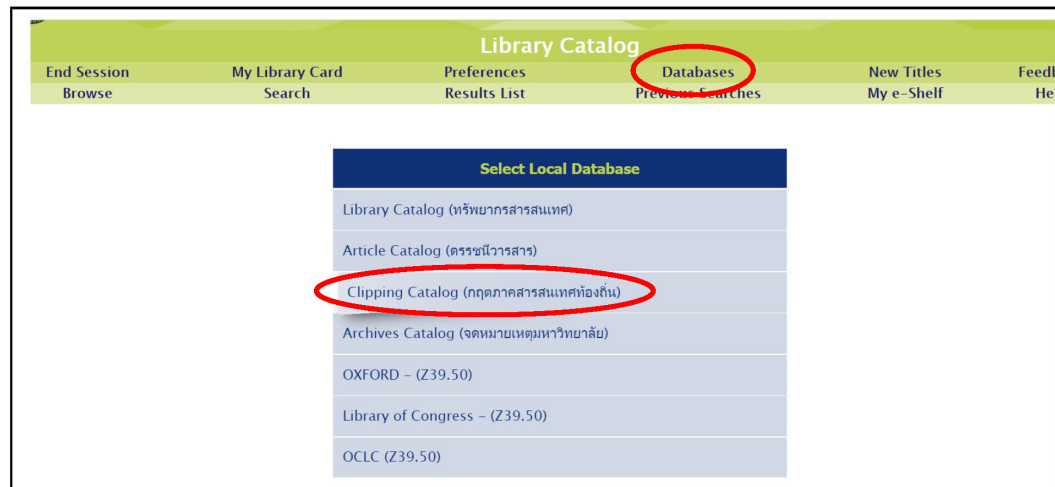 Library Catalog
End Session My Library Card Preferences Databases New Titles
Browse Search Results List Previous Searches My e-Shelf
Select Local Database
Library Catalog (ทรัพยากรสารสนเทศ)
Article Catalog (ดรรชนีวารสาร)
Clipping Catalog (กฤตภาคสารสนเทศท้องถิ่น)
Archives Catalog (จดหมายเหตุมหาวิทยาลัย)
OXFORD – (Z39.50)
Library of Congress – (Z39.50)
OCLC (Z39.50)